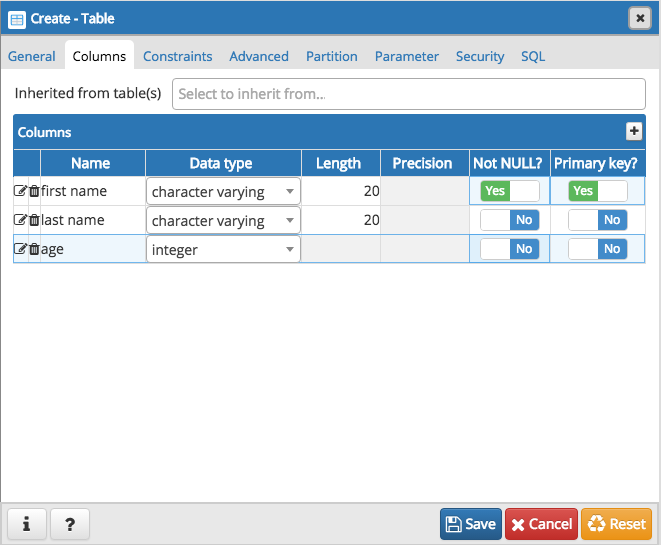 Create - Table
General Columns Constraints Advanced Partition Parameter Security SQL
Inherited from table(s) Select to inherit from...
Columns
Name Data type Length Precision Not NULL? Primary key?
first name character varying 20 Yes Yes
last name character varying 20 No No
age integer No No
i ? Save Cancel Reset